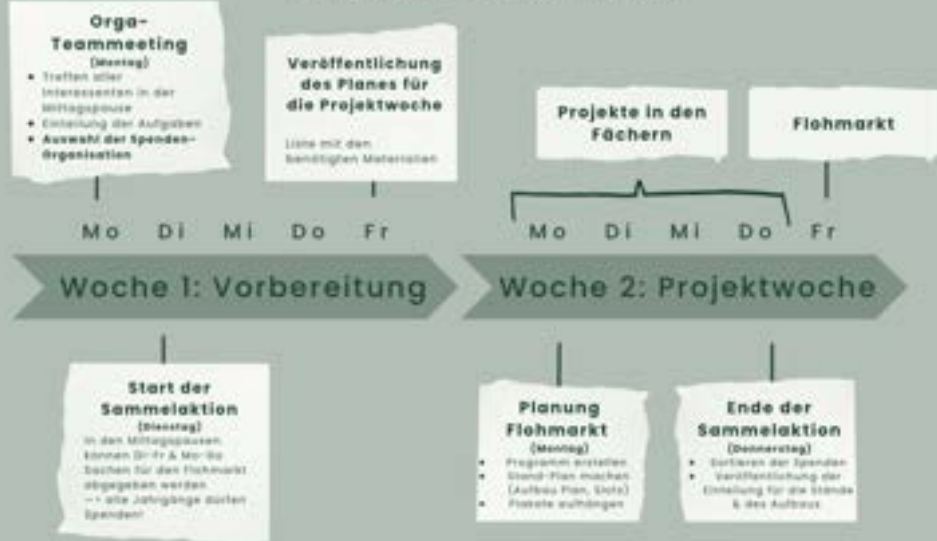 Orga-
Teammeeting
(Montag)
• Treffen aller
Interessenten in der
Mittagspause
• Einteilung der Aufgaben
• Auswahl der Spenden-
Organisation
Veröffentlichung
des Planes für
die Projektwoche
Liste mit den
benötigten Materialien
Projekte in den
Fächern
Flohmarkt
Mo Di Mi Do Fr
Mo Di Mi Do Fr
Woche 1: Vorbereitung
Woche 2: Projektwoche
Start der
Sammelaktion
(Dienstag)
In den Mittagspausen
können Di-Fr & Mo-Do
Sachen für den Flohmarkt
abgegeben werden
--> alle Jahrgänge dürfen
Spenden!
Planung
Flohmarkt
(Montag)
• Programm erstellen
• Stand-Plan machen
(Aufbau Plan, Slots)
• Plakate aufhängen
Ende der
Sammelaktion
(Donnerstag)
• Sortieren der Spenden
• Veröffentlichung der
Einteilung für die Stände
& des Aufbaus